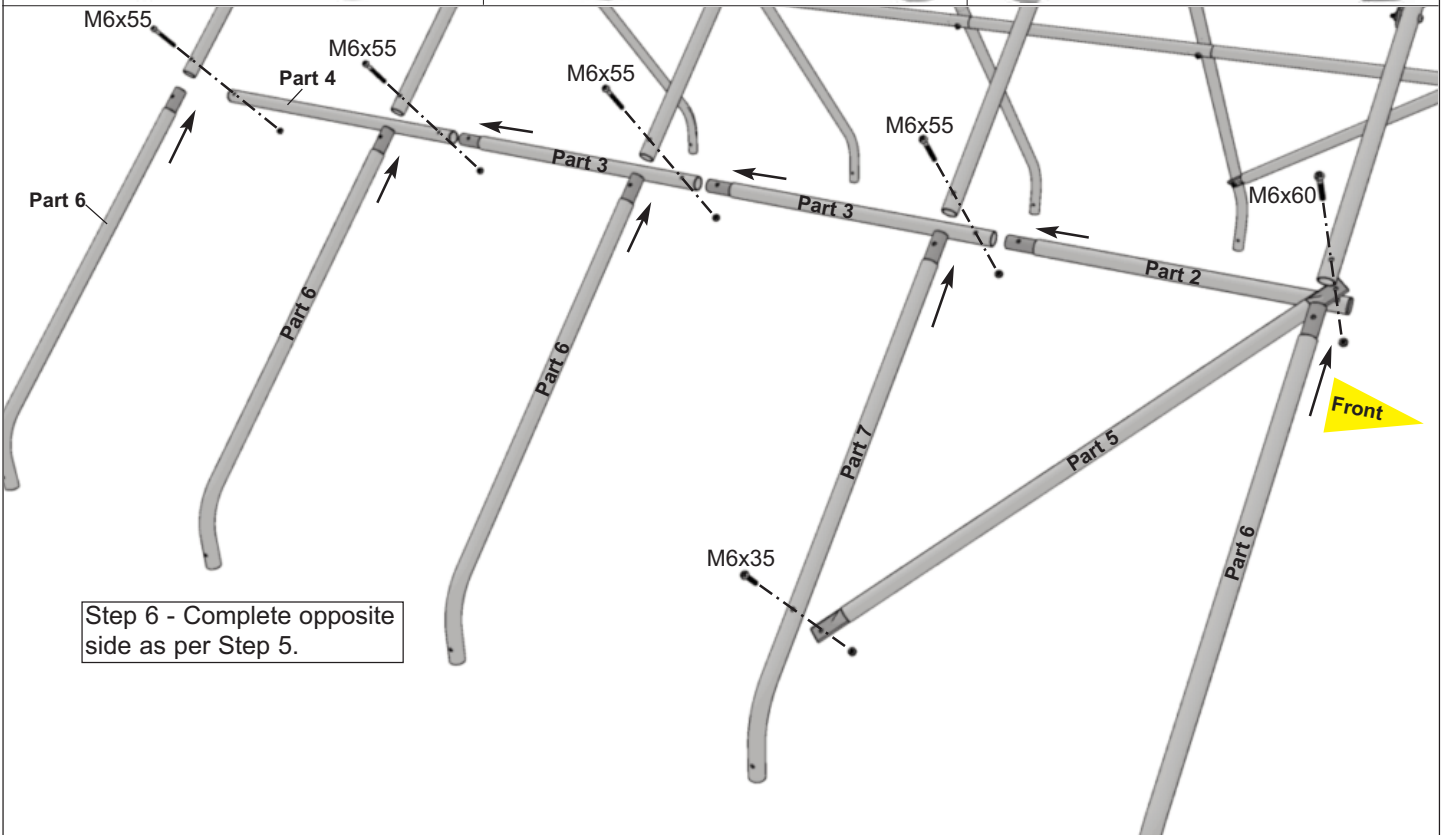 M6x55
M6x55
Part 4
M6x55
M6x55
Part 3
Part 6
Part 3
M6x60
Part 2
Part 6
Part 6
Front
Part 7
Part 5
Part 6
M6x35
Step 6 - Complete opposite
side as per Step 5.